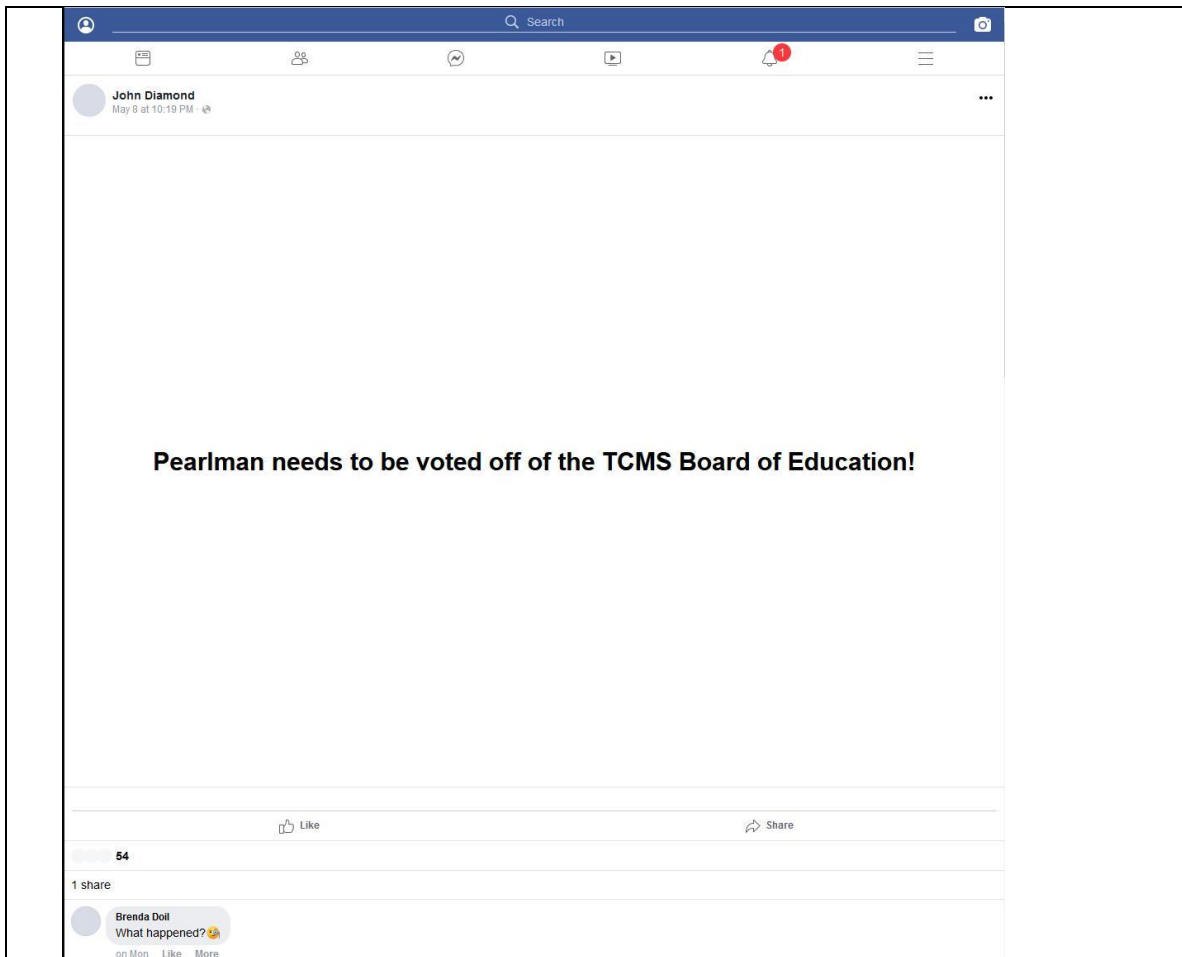 Search
1
John Diamond
May 8 at 10:19 PM ·
Pearlman needs to be voted off of the TCMS Board of Education!
Like Share
54
1 share
Brenda Doil
What happened?🧐
on Mon Like More